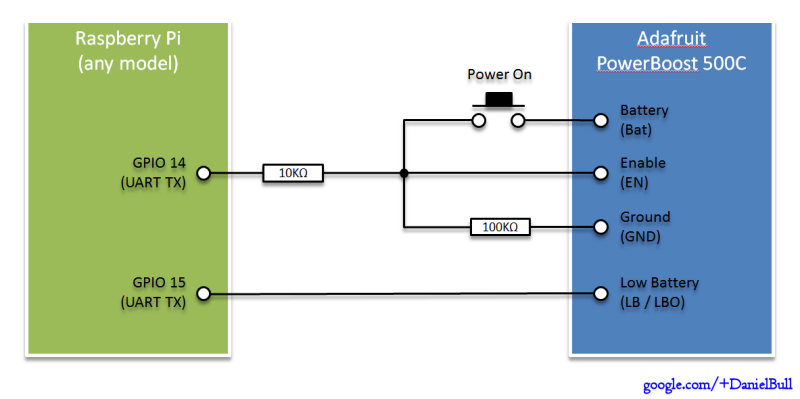 Raspberry Pi
(any model)
Adafruit
PowerBoost 500C
Power On
Battery
(Bat)
GPIO 14
(UART TX)
10KΩ
Enable
(EN)
100KΩ
Ground
(GND)
GPIO 15
(UART TX)
Low Battery
(LB / LBO)
google.com/+DanielBull